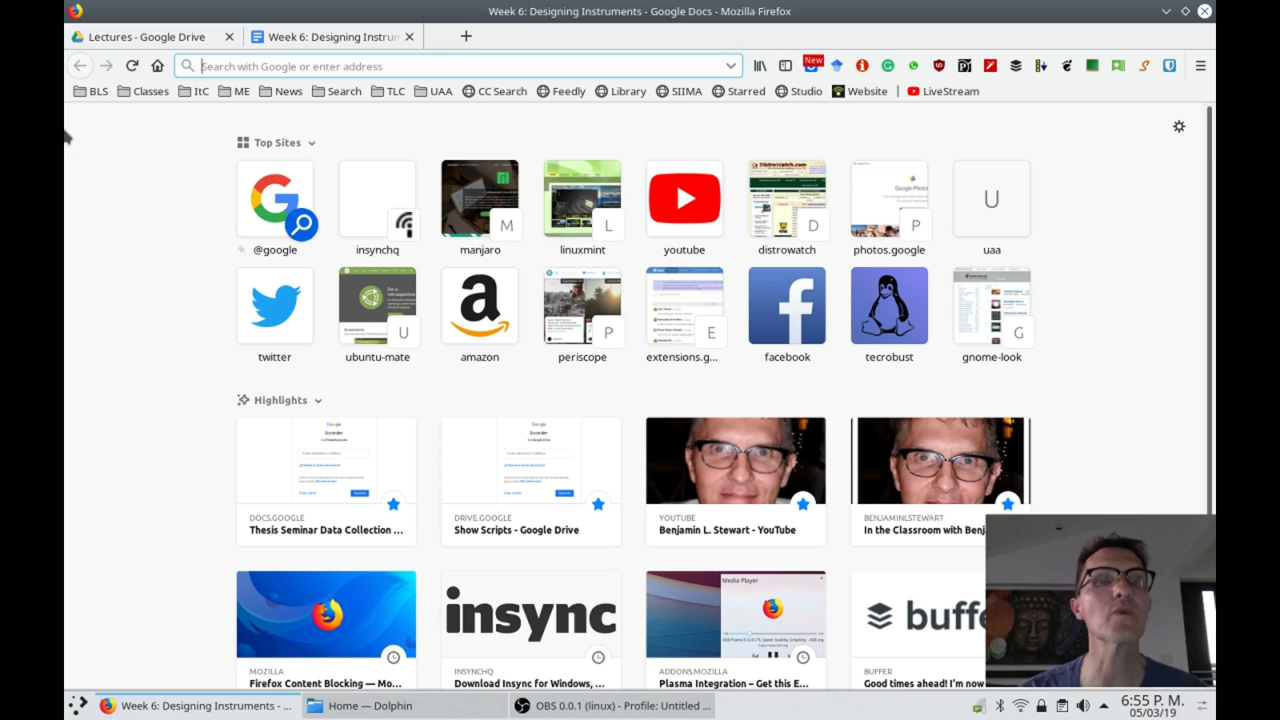 Week 6: Designing Instruments - Google Docs - Mozilla Firefox
Lectures - Google Drive
Week 6: Designing Instrum
Search with Google or enter address
New
BLS Classes ItC ME News Search TLC UAA CC Search Feedly Library SIIMA Starred Studio Website LiveStream
Top Sites
M L D P U
@google insynchq manjaro linuxmint youtube distrowatch photos.google uaa
U a P E G
twitter ubuntu-mate amazon periscope extensions.g... facebook tecrobust gnome-look
Highlights
DOCS.GOOGLE
Thesis Seminar Data Collection ...
DRIVE.GOOGLE
Show Scripts - Google Drive
YOUTUBE
Benjamin L. Stewart - YouTube
BENJAMINLSTEWART
In the Classroom with Benj
insync
Media Player
buffe
MOZILLA
Firefox Content Blocking — Mo...
INSYNCHQ
Download Insync for Windows, ...
ADDONS.MOZILLA
Plasma Integration – Get this E...
BUFFER
Good times ahead! I'm now
Week 6: Designing Instruments - ...
Home — Dolphin
OBS 0.0.1 (linux) - Profile: Untitled ...
6:55 P. M.
05/03/19